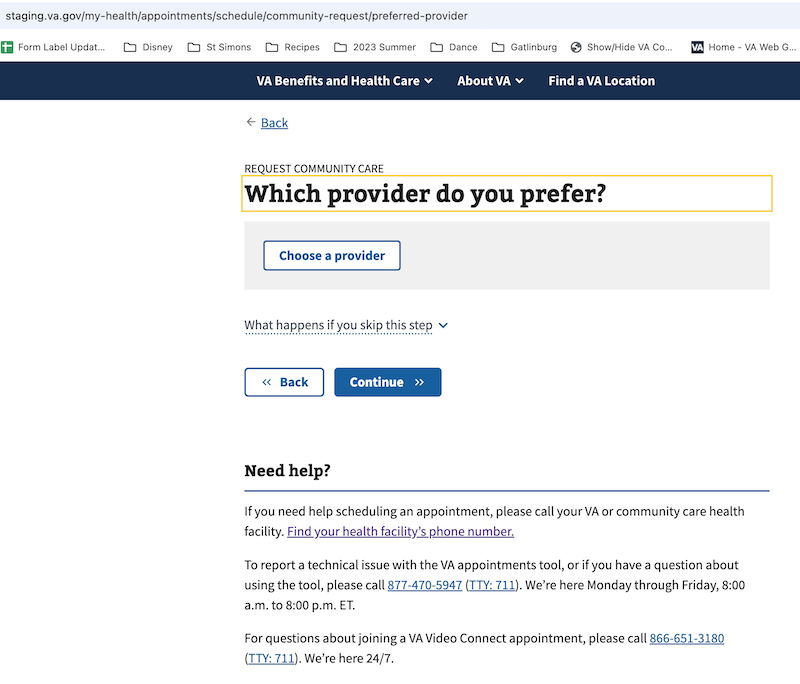 staging.va.gov/my-health/appointments/schedule/community-request/preferred-provider
Form Label Updat... Disney St Simons Recipes 2023 Summer Dance Gatlinburg Show/Hide VA Co... VA Home - VA Web G...
VA Benefits and Health Care About VA Find a VA Location
Back
REQUEST COMMUNITY CARE
Which provider do you prefer?
Choose a provider
What happens if you skip this step
Back Continue
Need help?
If you need help scheduling an appointment, please call your VA or community care health
facility. Find your health facility’s phone number.
To report a technical issue with the VA appointments tool, or if you have a question about
using the tool, please call 877-470-5947 (TTY: 711). We’re here Monday through Friday, 8:00
a.m. to 8:00 p.m. ET.
For questions about joining a VA Video Connect appointment, please call 866-651-3180
(TTY: 711). We’re here 24/7.